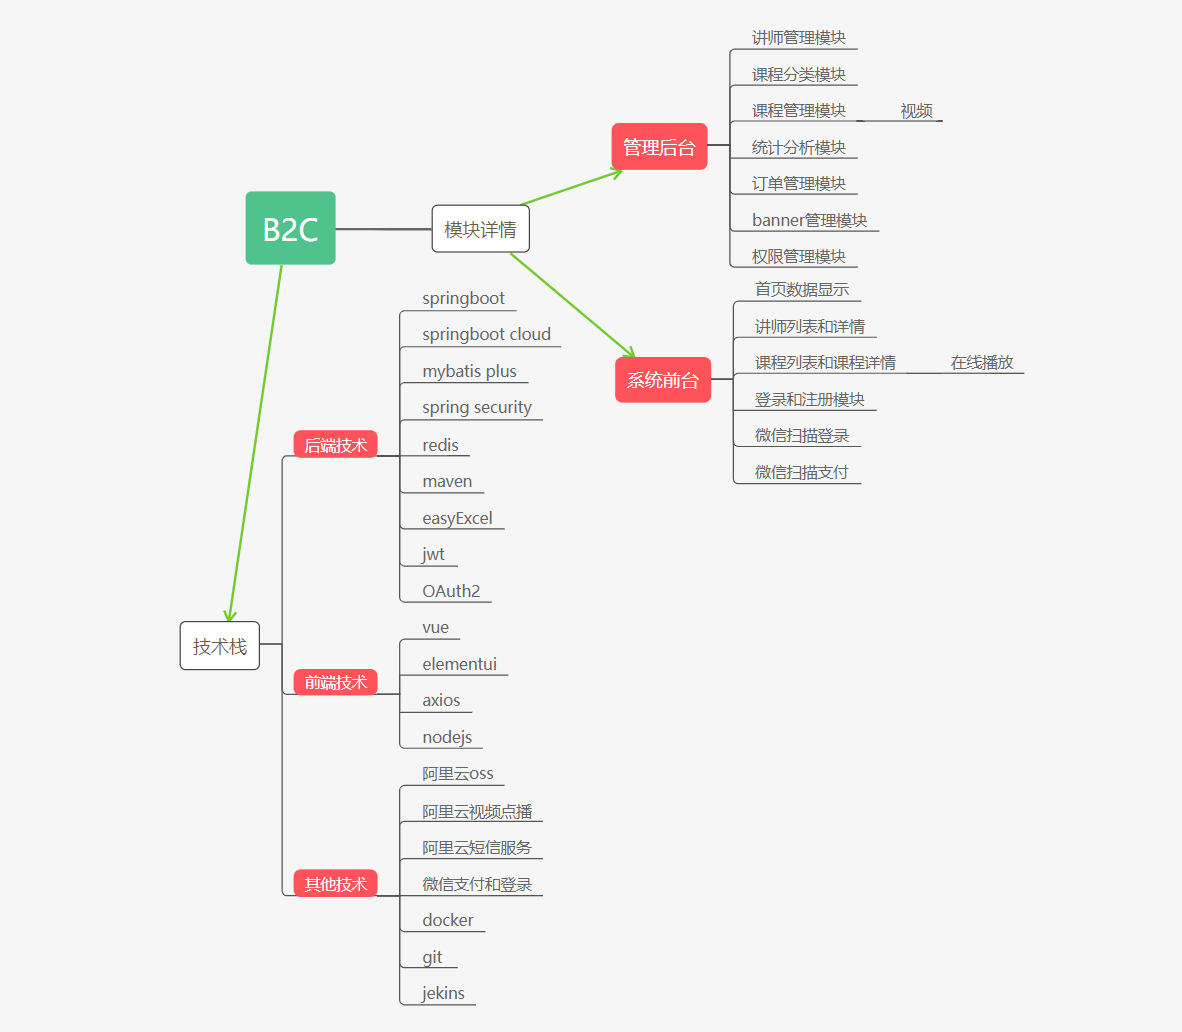 B2C
模块详情
管理后台
讲师管理模块
课程分类模块
课程管理模块
视频
统计分析模块
订单管理模块
banner管理模块
权限管理模块
系统前台
首页数据显示
讲师列表和详情
课程列表和课程详情
在线播放
登录和注册模块
微信扫描登录
微信扫描支付
技术栈
后端技术
springboot
springboot cloud
mybatis plus
spring security
redis
maven
easyExcel
jwt
OAuth2
前端技术
vue
elementui
axios
nodejs
其他技术
阿里云oss
阿里云视频点播
阿里云短信服务
微信支付和登录
docker
git
jekins